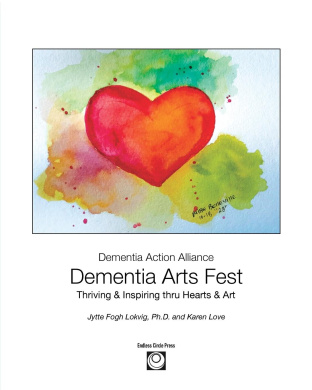 Dementia Action Alliance
Dementia Arts Fest
Thriving & Inspiring thru Hearts & Art
Jytte Fogh Lokvig, Ph.D. and Karen Love
Endless Circle Press